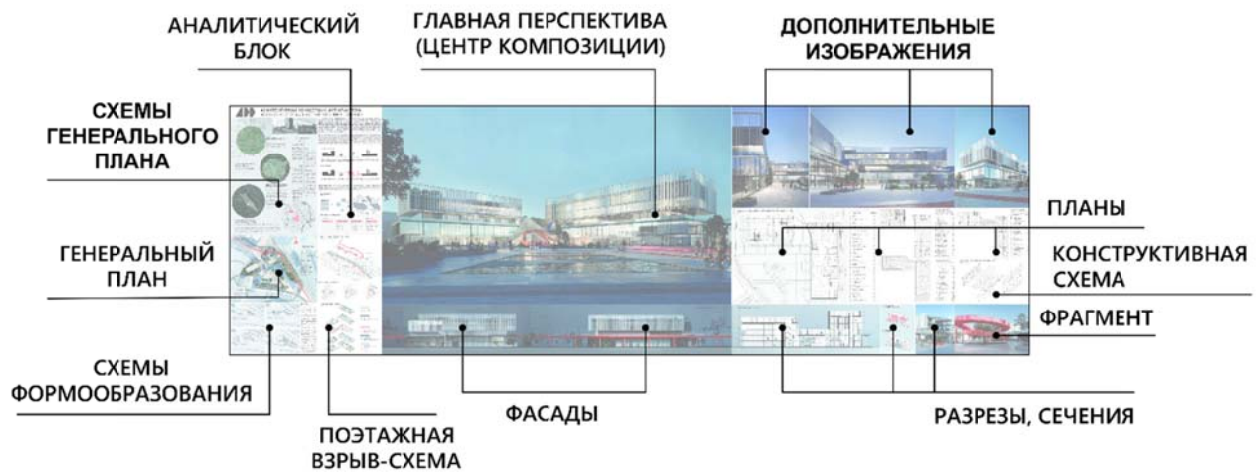 АНАЛИТИЧЕСКИЙ
БЛОК
ГЛАВНАЯ ПЕРСПЕКТИВА
(ЦЕНТР КОМПОЗИЦИИ)
ДОПОЛНИТЕЛЬНЫЕ
ИЗОБРАЖЕНИЯ
СХЕМЫ
ГЕНЕРАЛЬНОГО
ПЛАНА
ГЕНЕРАЛЬНЫЙ
ПЛАН
ПЛАНЫ
КОНСТРУКТИВНАЯ
СХЕМА
ФРАГМЕНТ
СХЕМЫ
ФОРМООБРАЗОВАНИЯ
ПОЭТАЖНАЯ
ВЗРЫВ-СХЕМА
ФАСАДЫ
РАЗРЕЗЫ, СЕЧЕНИЯ